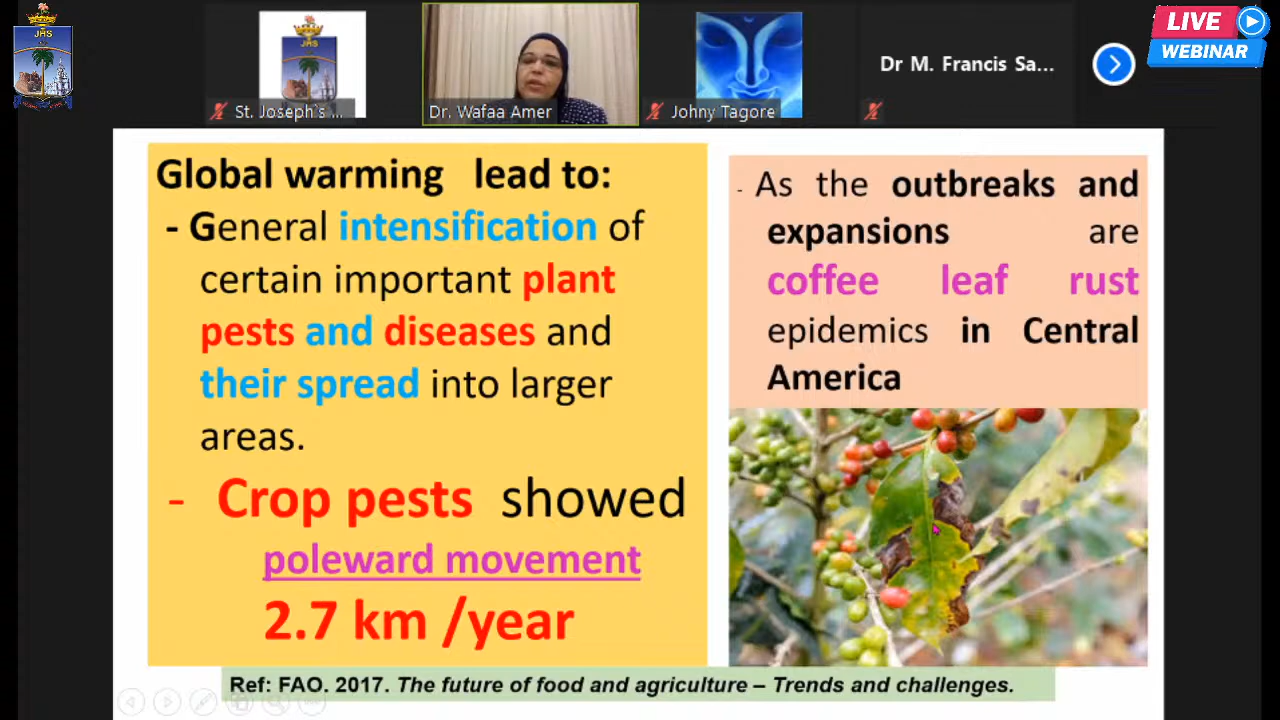 JHS
JHS
LIVE
WEBINAR
St. Joseph's ...
Dr. Wafaa Amer
Johny Tagore
Dr M. Francis Sa...
Global warming lead to:
- General intensification of
certain important plant
pests and diseases and
their spread into larger
areas.
- Crop pests showed
poleward movement
2.7 km /year
- As the outbreaks and
expansions are
coffee leaf rust
epidemics in Central
America
Ref: FAO. 2017. The future of food and agriculture – Trends and challenges.